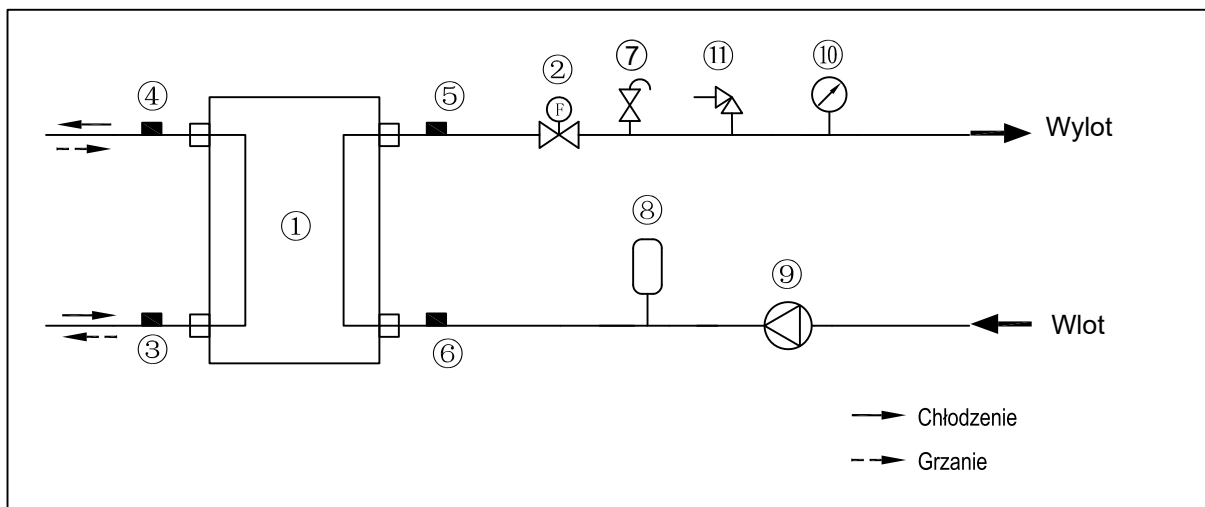 ② ⑦ ⑪ ⑩
④ ⑤
F
Wylot
① ⑧
⑨
Wlot
③ ⑥
Chłodzenie
Grzanie